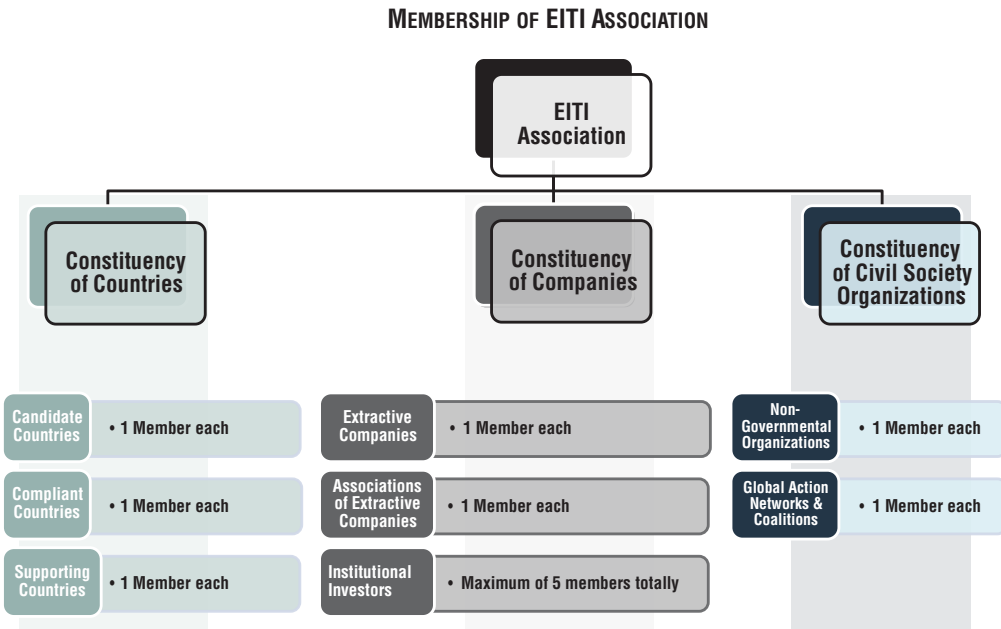 MEMBERSHIP OF EITI ASSOCIATION
EITI
Association
Constituency
of Countries
Constituency
of Companies
Constituency
of Civil Society
Organizations
Candidate
Countries
• 1 Member each
Compliant
Countries
• 1 Member each
Supporting
Countries
• 1 Member each
Extractive
Companies
• 1 Member each
Associations
of Extractive
Companies
• 1 Member each
Institutional
Investors
• Maximum of 5 members totally
Non-
Governmental
Organizations
• 1 Member each
Global Action
Networks &
Coalitions
• 1 Member each